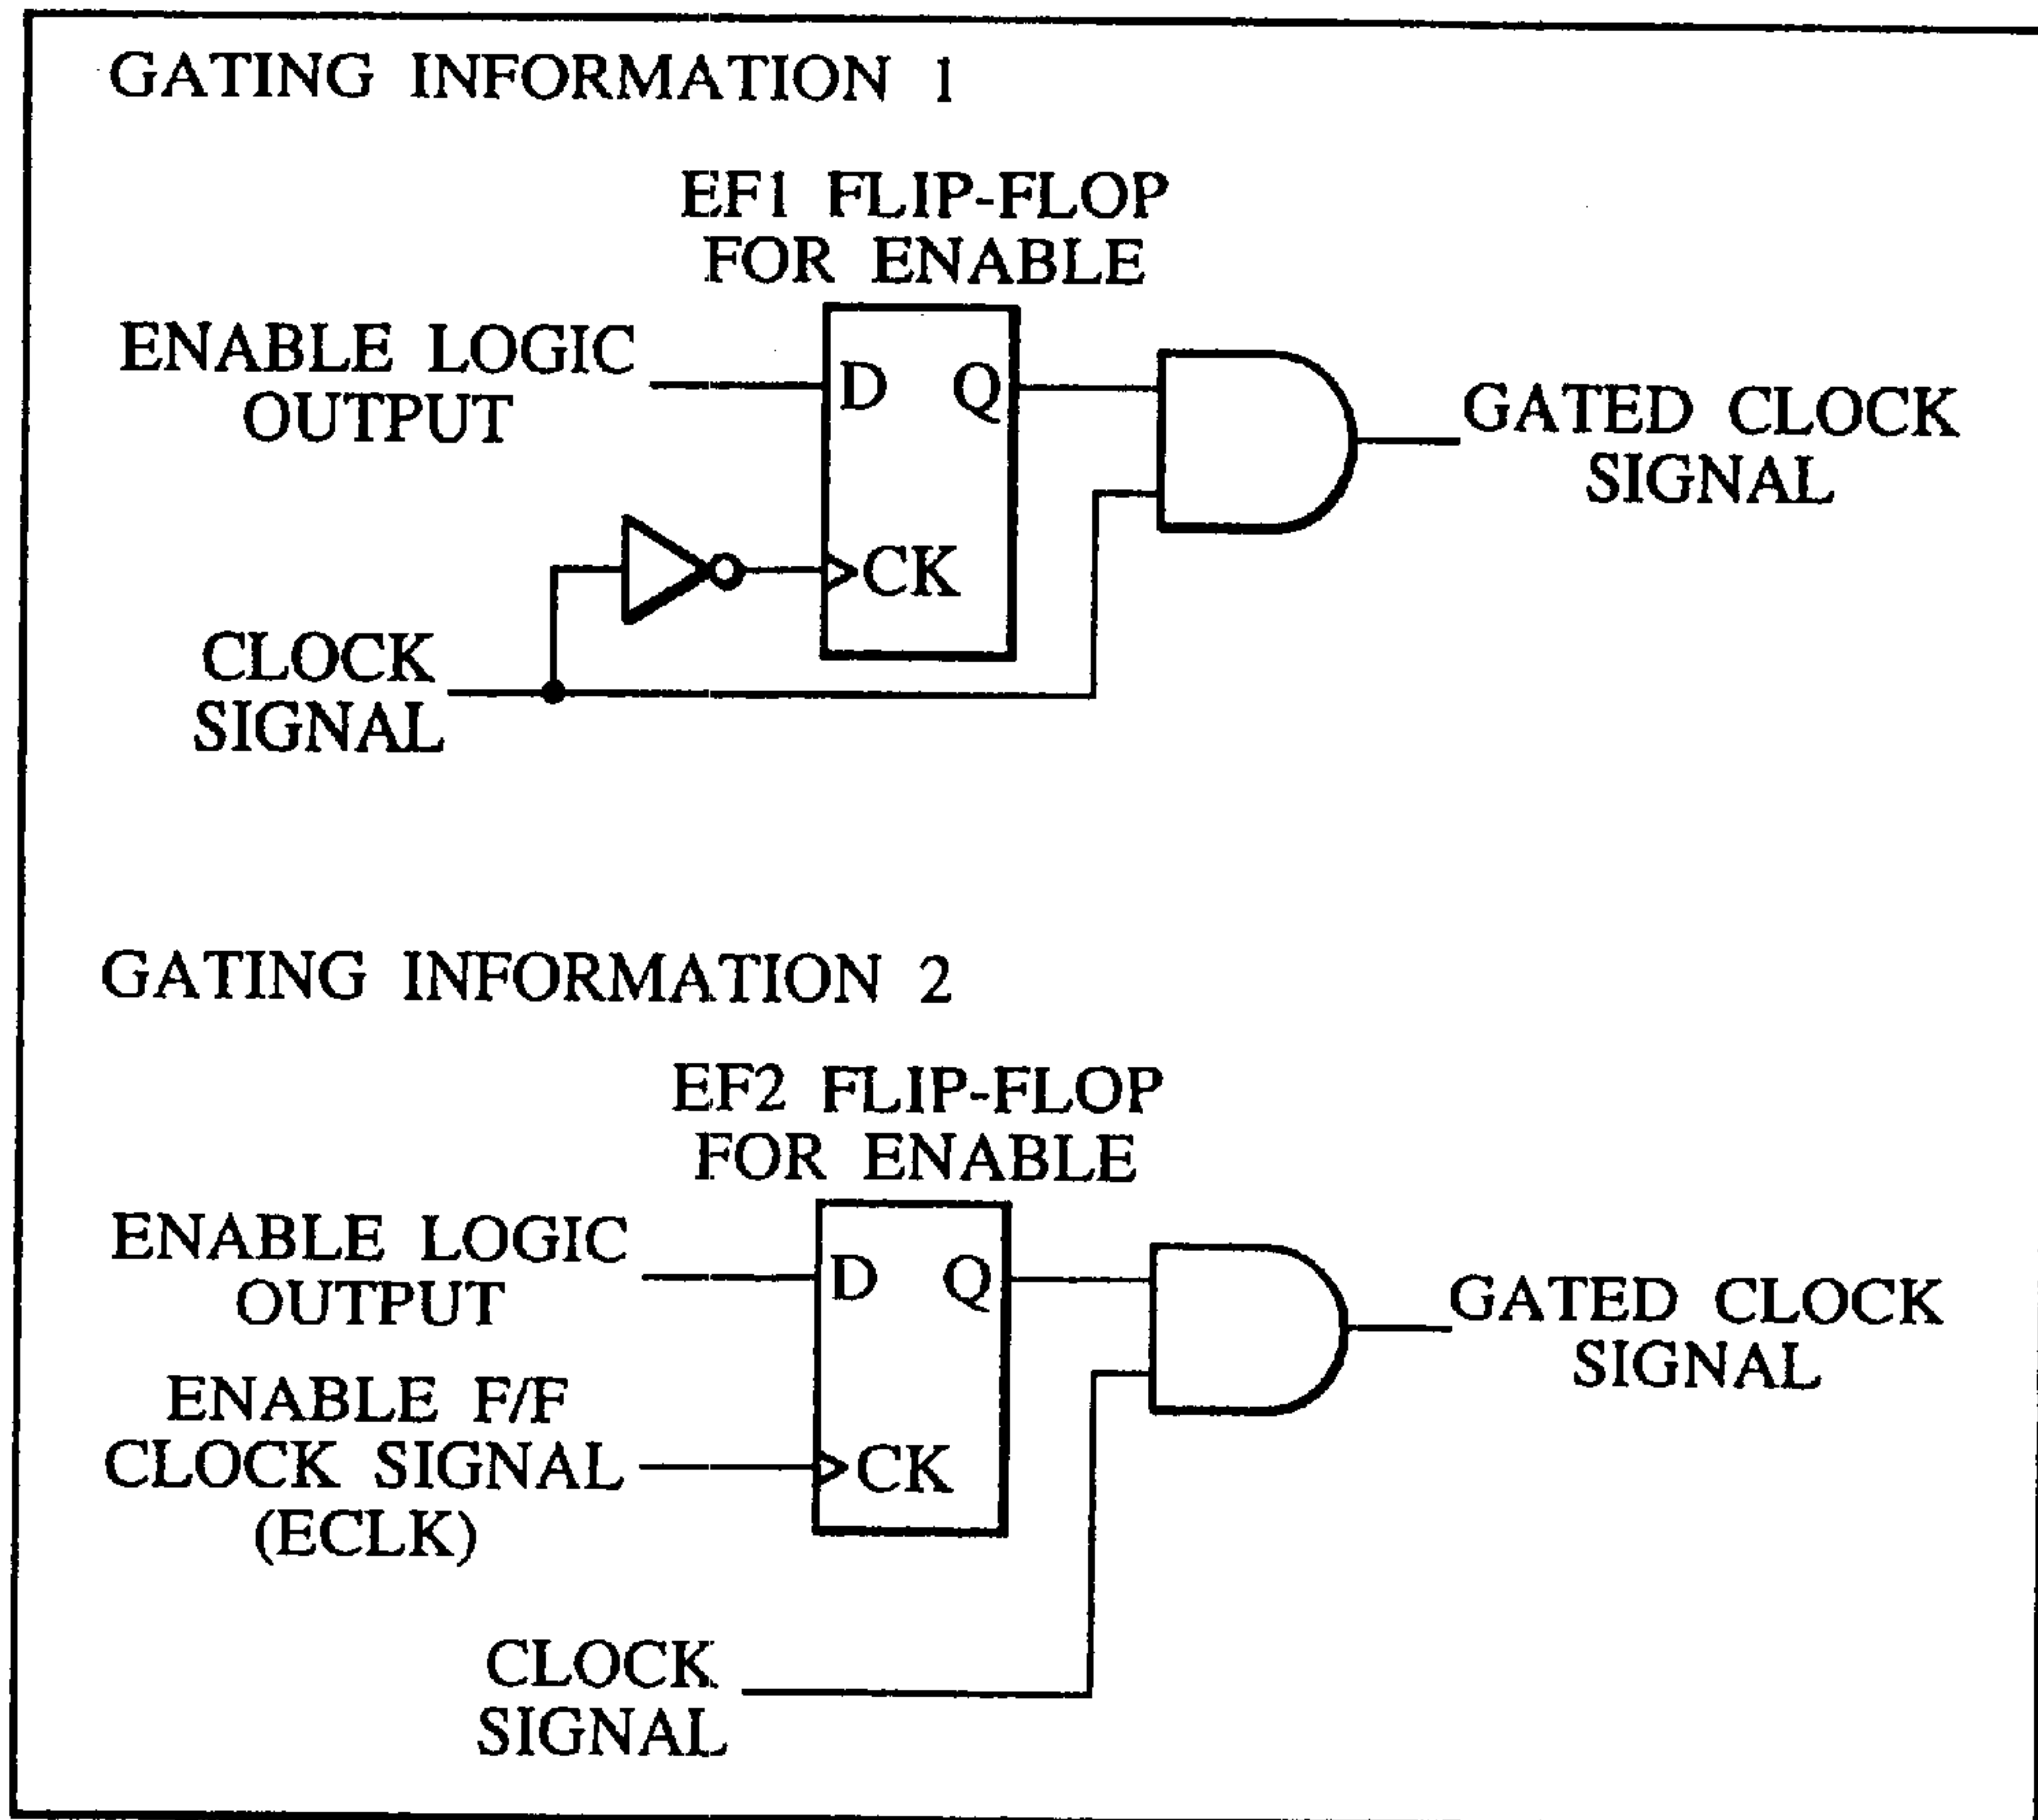 GATING INFORMATION 1
EF1 FLIP-FLOP
FOR ENABLE
ENABLE LOGIC
OUTPUT
D Q
GATED CLOCK
SIGNAL
CK
CLOCK
SIGNAL
GATING INFORMATION 2
EF2 FLIP-FLOP
FOR ENABLE
ENABLE LOGIC
OUTPUT
D Q
GATED CLOCK
SIGNAL
ENABLE F/F
CLOCK SIGNAL
(ECLK)
CK
CLOCK
SIGNAL